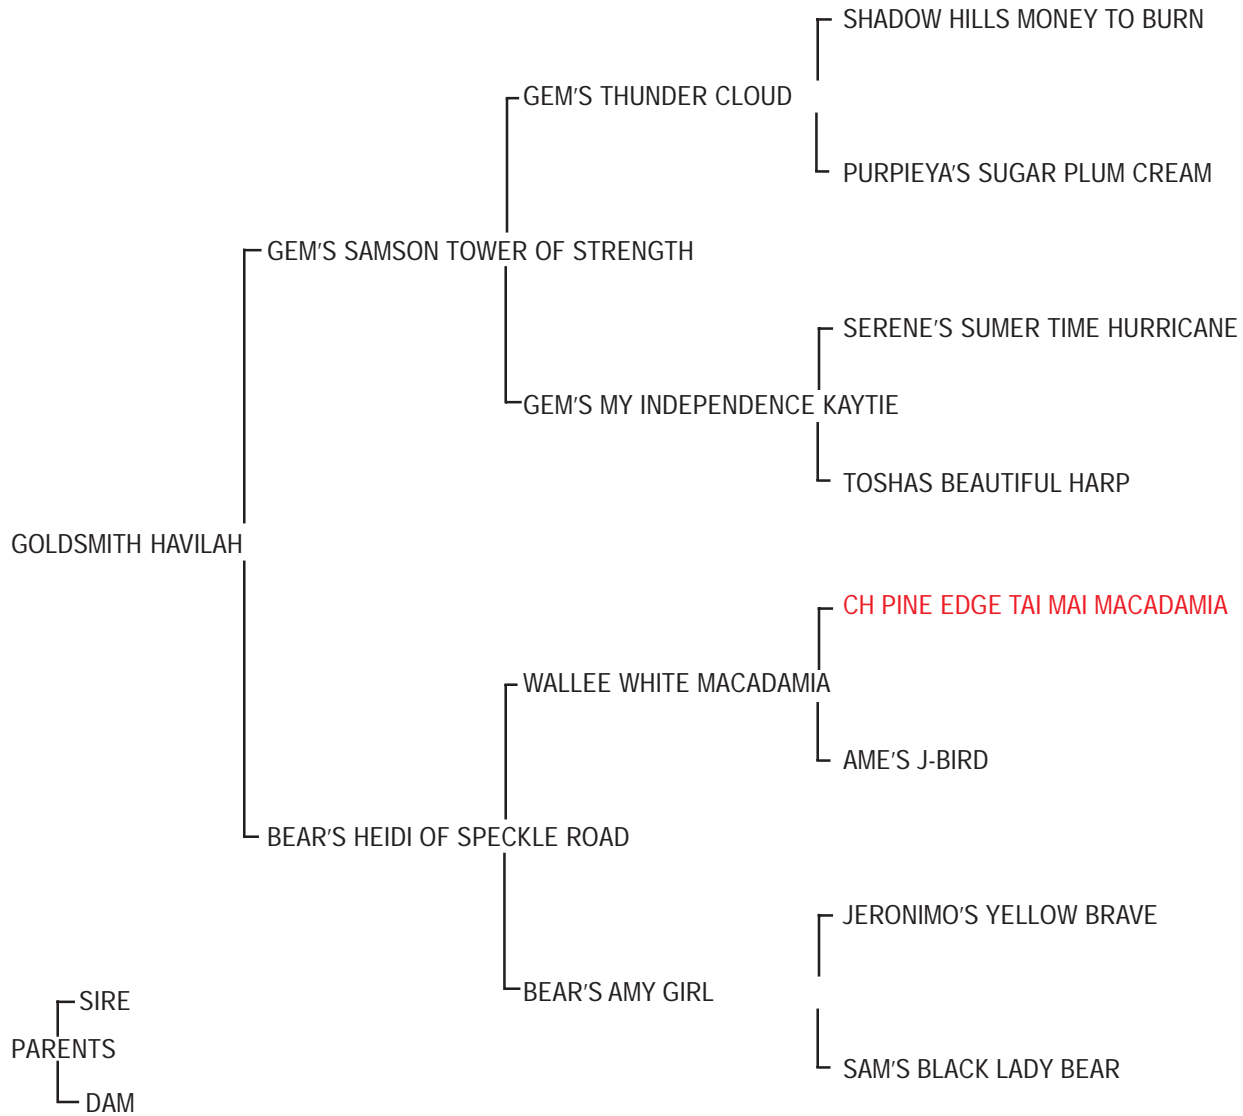 SHADOW HILLS MONEY TO BURN
GEM'S THUNDER CLOUD
PURPIEYA'S SUGAR PLUM CREAM
GEM'S SAMSON TOWER OF STRENGTH
SERENE'S SUMER TIME HURRICANE
GEM'S MY INDEPENDENCE KAYTIE
TOSHAS BEAUTIFUL HARP
GOLDSMITH HAVILAH
CH PINE EDGE TAI MAI MACADAMIA
WALLEE WHITE MACADAMIA
AME'S J-BIRD
BEAR'S HEIDI OF SPECKLE ROAD
JERONIMO'S YELLOW BRAVE
BEAR'S AMY GIRL
SAM'S BLACK LADY BEAR
SIRE
PARENTS
DAM